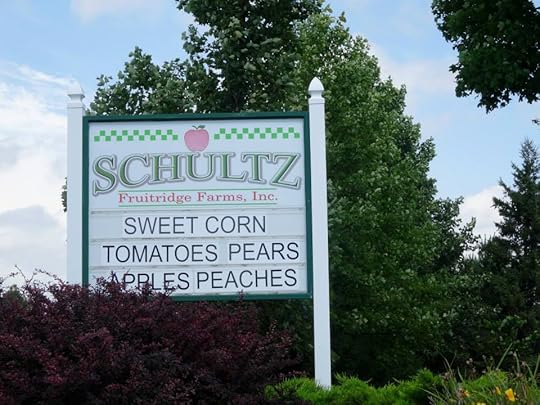 SCHULTZ
Fruitridge Farms, Inc.
SWEET CORN
TOMATOES PEARS
APPLES PEACHES